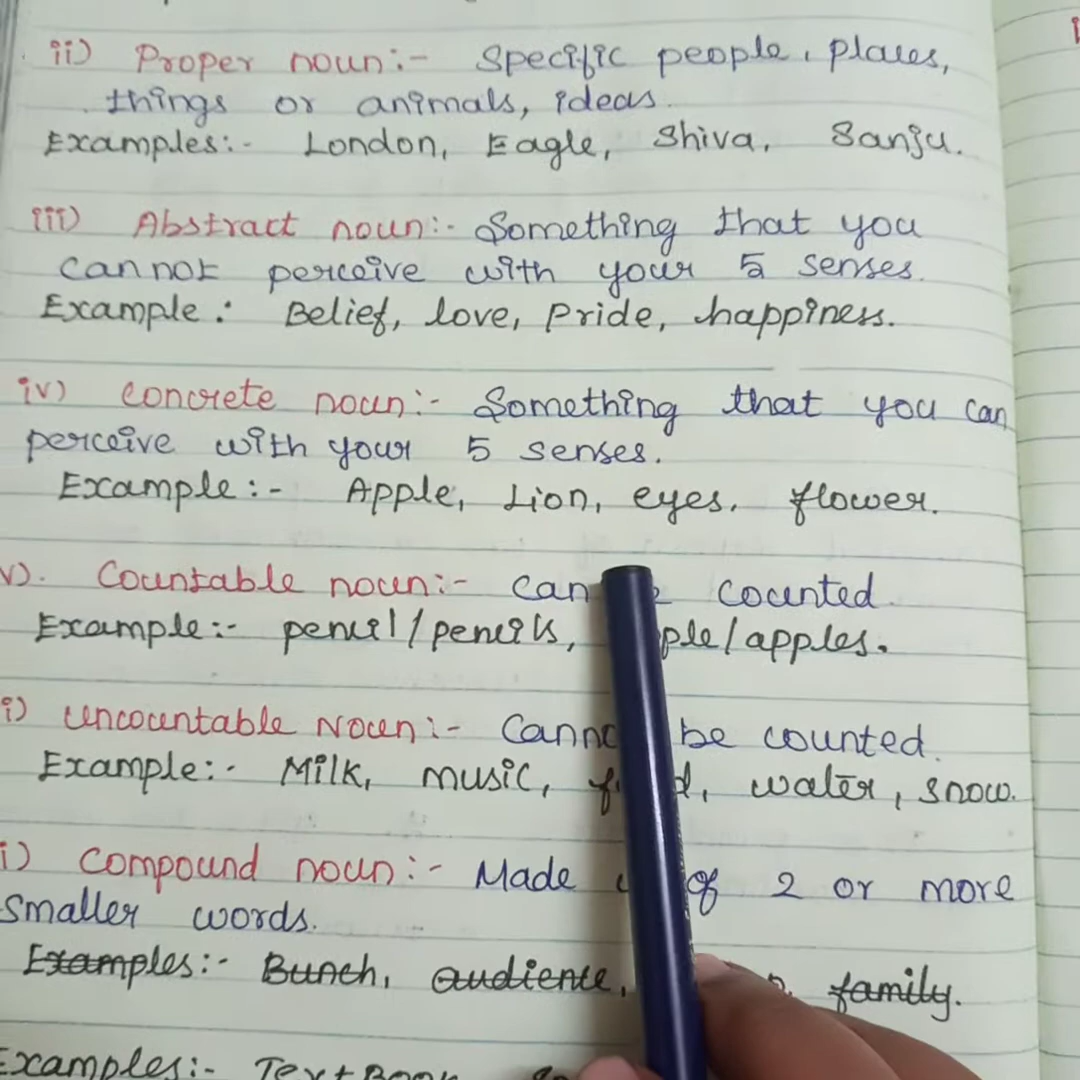 ii) Proper noun:- Specific people, places,
things or animals, ideas.
Examples:- London, Eagle, Shiva, Sanju.
iii) Abstract noun:- Something that you
cannot perceive with your 5 senses.
Example: Belief, love, Pride, happiness.
iv) concrete noun:- Something that you can
perceive with your 5 senses.
Example:- Apple, Lion, eyes, flower.
v). Countable noun:- can counted.
Example:- pencil/pencils, ple/apples.
i) Uncountable Noun:- Canno be counted.
Example:- Milk, music, water, snow.
i) Compound noun:- Made of 2 or more
smaller words.
Examples:- Bunch, audience, family.
Examples:- TextBook